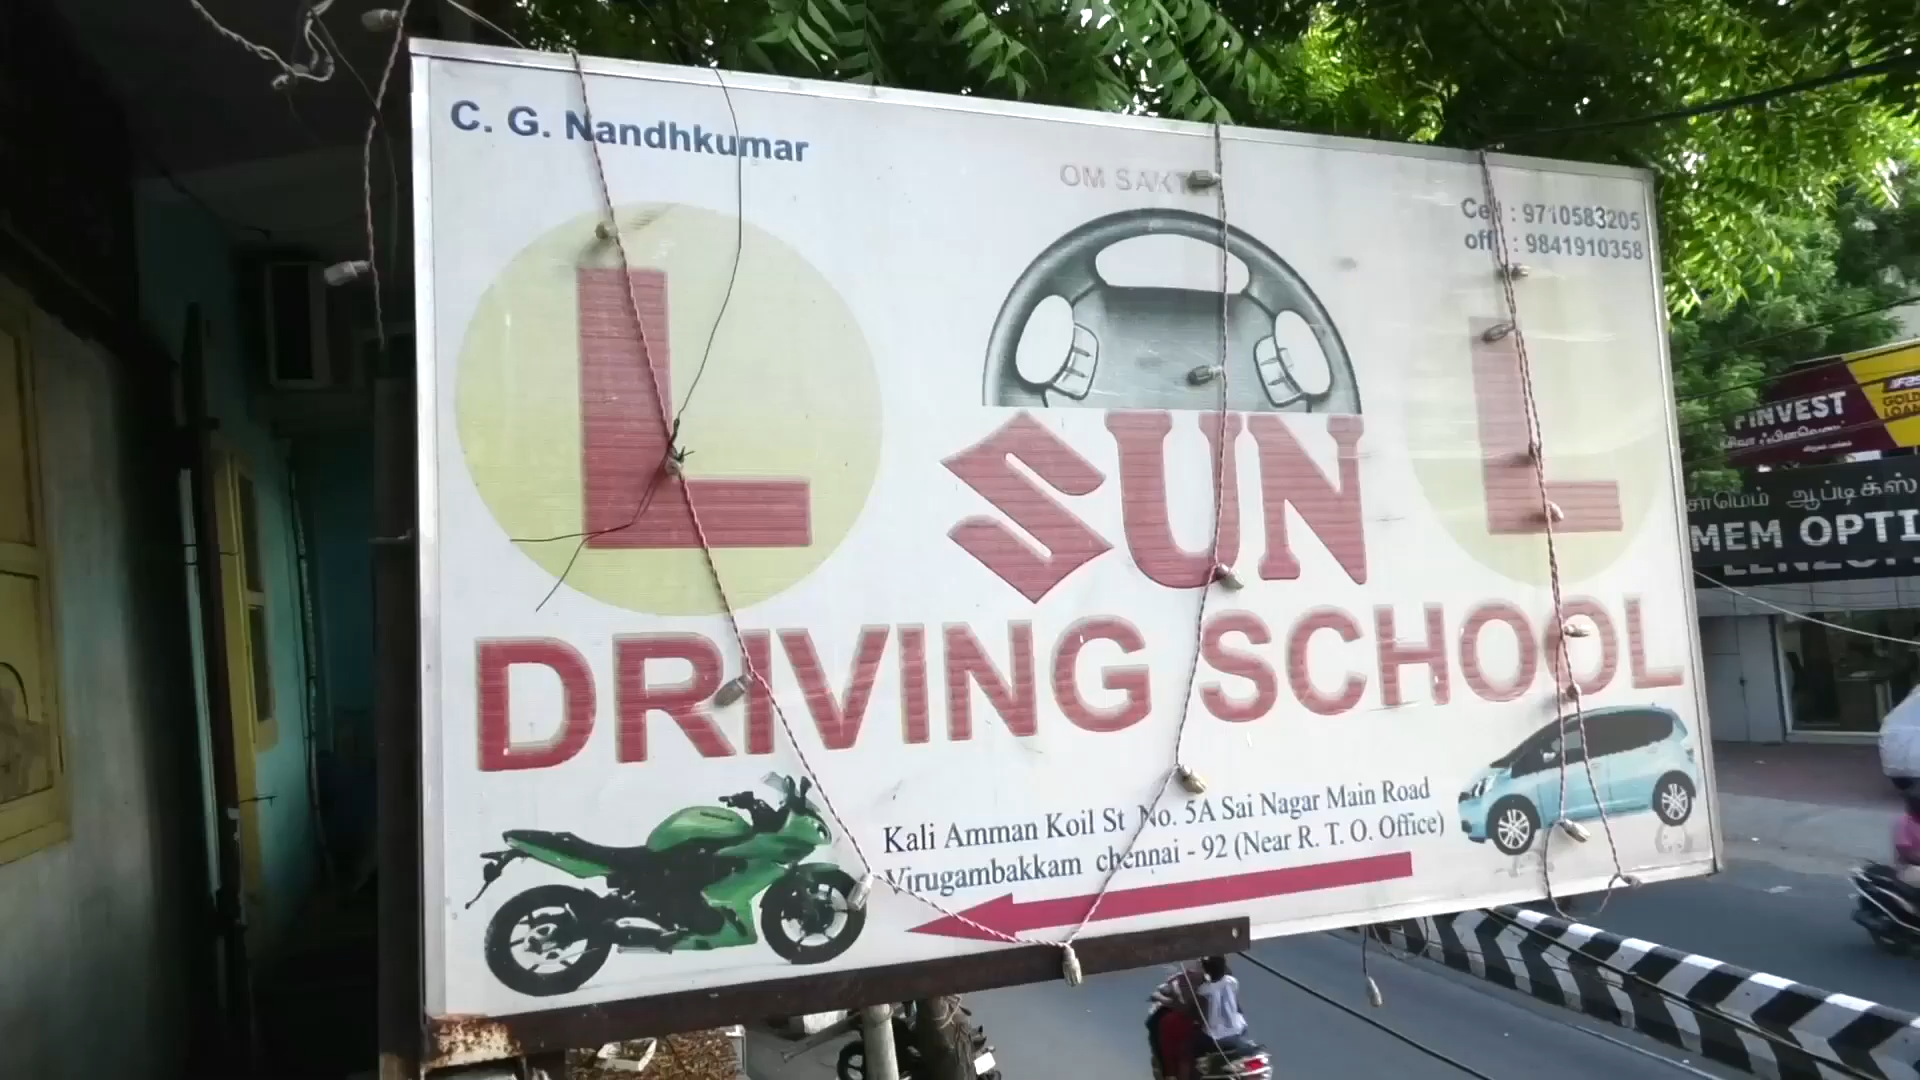 C. G. Nandhkumar
OM SAKTHI
Cell : 9710583205
off : 9841910358
L
L
SUN
DRIVING SCHOOL
Kali Amman Koil St No. 5A Sai Nagar Main Road
Virugambakkam chennai - 92 (Near R. T. O. Office)
FINVEST
GOLD
LOAN
ஆப்டிக்ஸ்
MEM OPTI